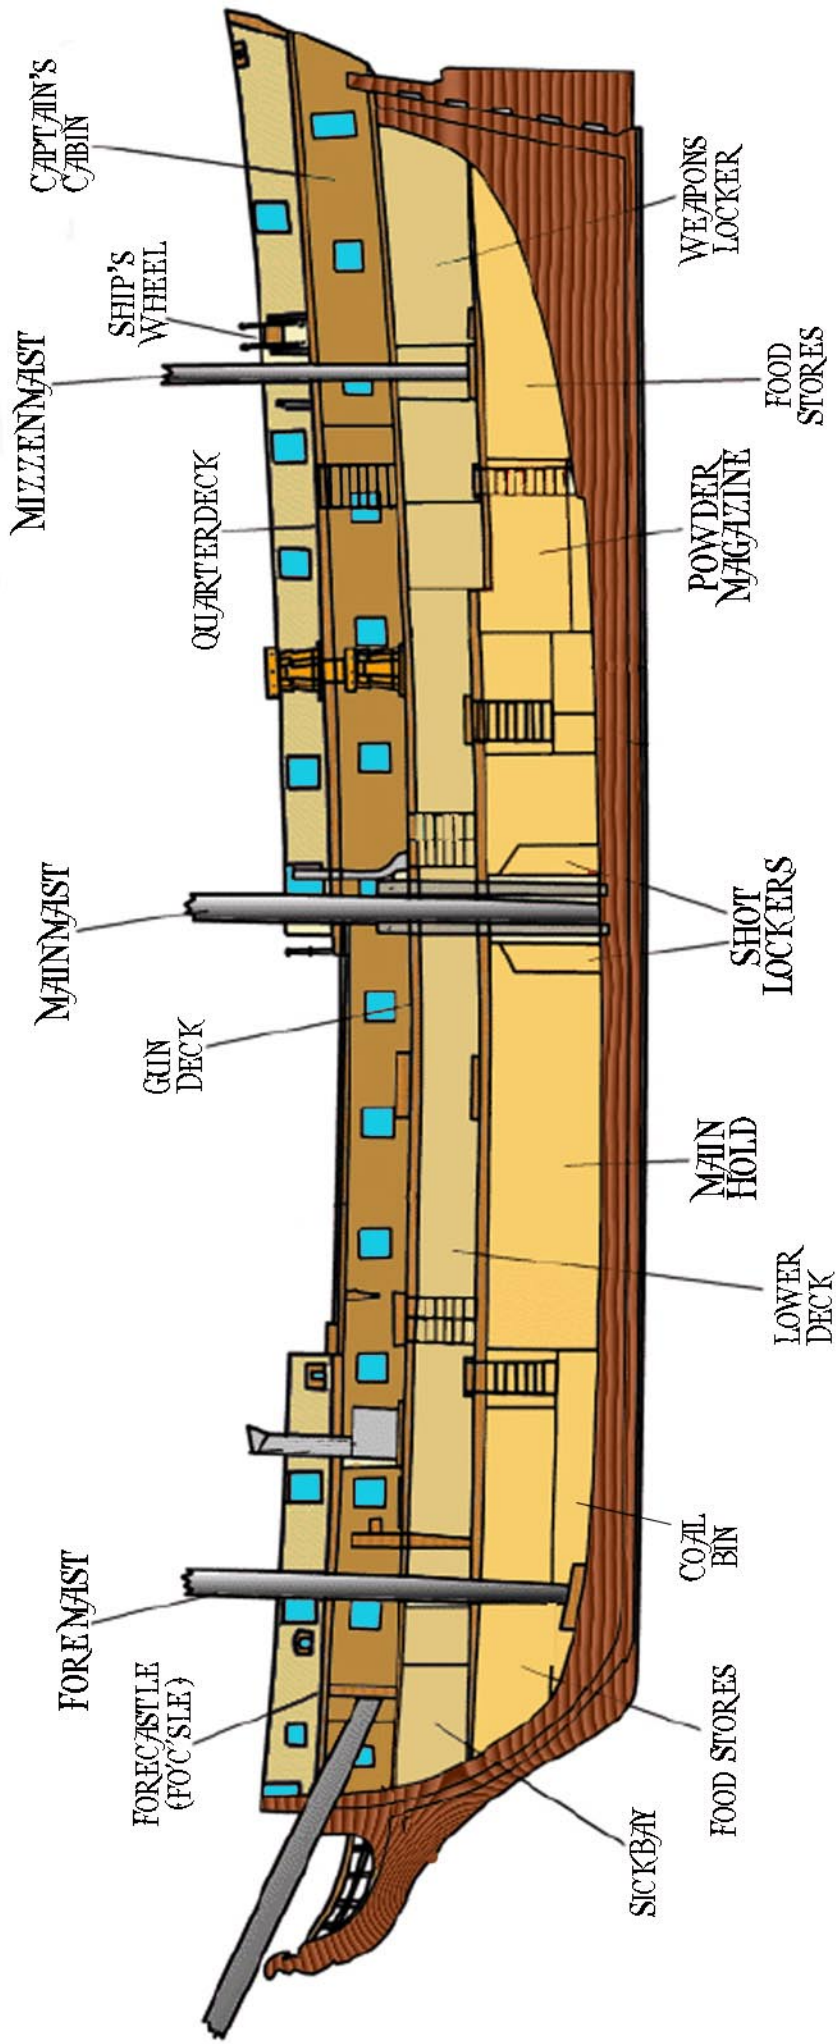 FOREMAST
MAINMAST
MIZZENMAST
CAPTAIN'S
CABIN
FORECASTLE
(FO'C'SLE)
GUN
DECK
QUARTERDECK
SHIP'S
WHEEL
SICKBAY
FOOD STORES
COAL
BIN
LOWER
DECK
MAIN
HOLD
SHOT
LOCKERS
POWDER
MAGAZINE
FOOD
STORES
WEAPONS
LOCKER